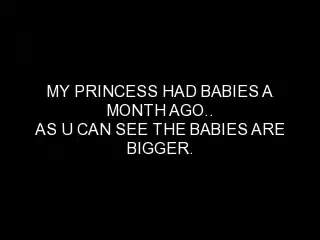 MY PRINCESS HAD BABIES A
MONTH AGO..
AS U CAN SEE THE BABIES ARE
BIGGER.